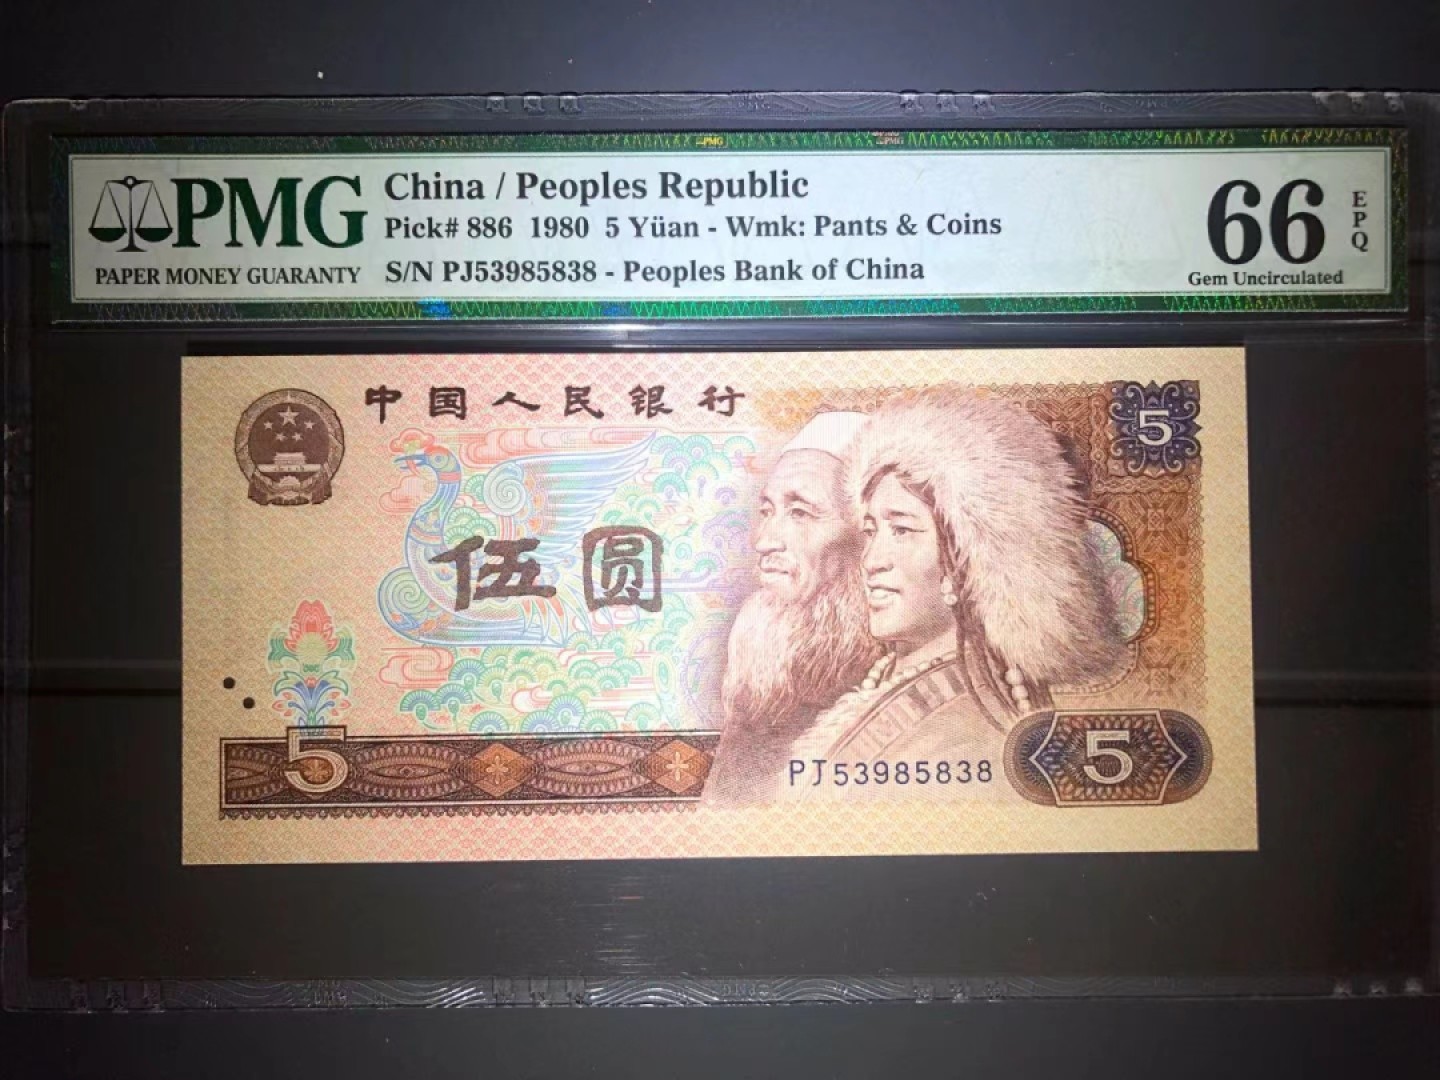 PMG
PAPER MONEY GUARANTY
China / Peoples Republic
Pick# 886 1980 5 Yüan - Wmk: Pants & Coins
S/N PJ53985838 - Peoples Bank of China
66
EPQ
Gem Uncirculated
中国人民银行
5
伍圆
5
PJ53985838
5